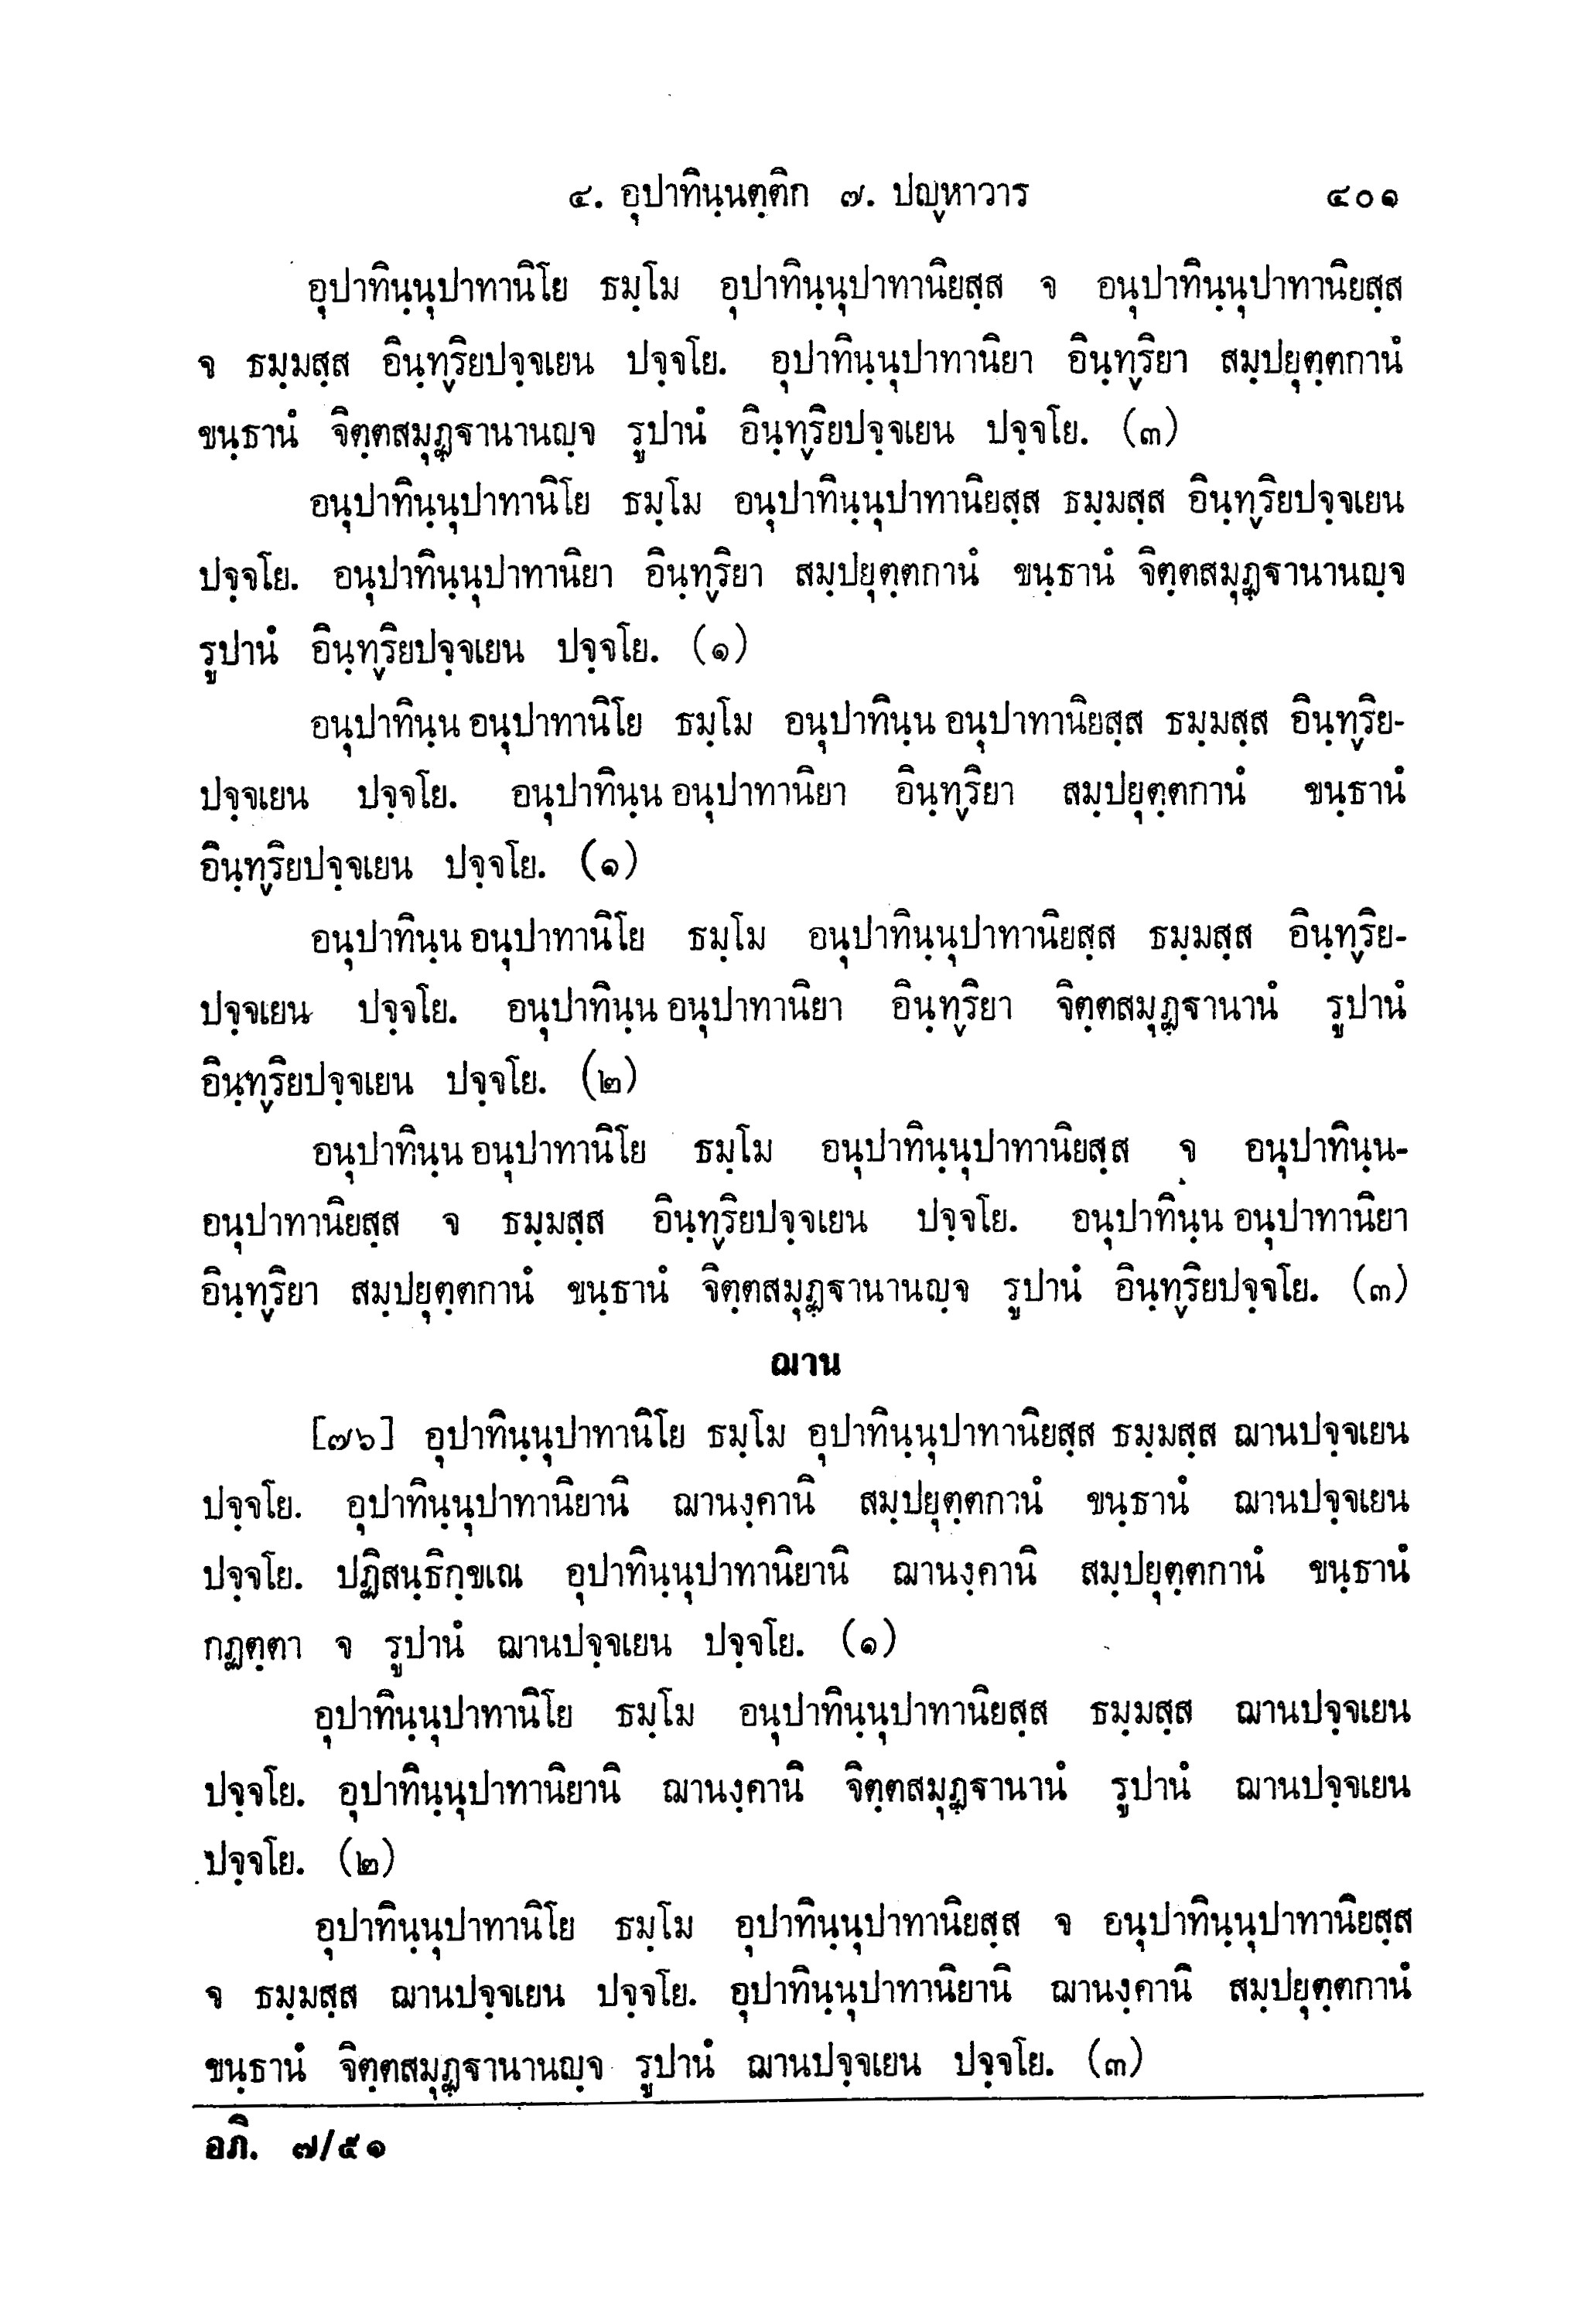 ๔. อุปาทินฺนตฺติก ๗. ปญฺหาวาร ๔๐๑
อุปาทินฺนุปาทานิโย ธมฺโม อุปาทินฺนุปาทานิยสฺส จ อนุปาทินฺนุปาทานิยสฺส
จ ธมฺมสฺส อินฺทฺริยปจฺจเยน ปจฺจโย. อุปาทินฺนุปาทานิยา อินฺทฺริยา สมฺปยุตฺตกานํ
ขนฺธานํ จิตฺตสมุฏฺฐานานญฺจ รูปานํ อินฺทฺริยปจฺจเยน ปจฺจโย. (๓)
อนุปาทินฺนุปาทานิโย ธมฺโม อนุปาทินฺนุปาทานิยสฺส ธมฺมสฺส อินฺทฺริยปจฺจเยน
ปจฺจโย. อนุปาทินฺนุปาทานิยา อินฺทฺริยา สมฺปยุตฺตกานํ ขนฺธานํ จิตฺตสมุฏฺฐานานญฺจ
รูปานํ อินฺทฺริยปจฺจเยน ปจฺจโย. (๑)
อนุปาทินฺน อนุปาทานิโย ธมฺโม อนุปาทินฺน อนุปาทานิยสฺส ธมฺมสฺส อินฺทฺริย-
ปจฺจเยน ปจฺจโย. อนุปาทินฺน อนุปาทานิยา อินฺทฺริยา สมฺปยุตฺตกานํ ขนฺธานํ
อินฺทฺริยปจฺจเยน ปจฺจโย. (๑)
อนุปาทินฺน อนุปาทานิโย ธมฺโม อนุปาทินฺนุปาทานิยสฺส ธมฺมสฺส อินฺทฺริย-
ปจฺจเยน ปจฺจโย. อนุปาทินฺน อนุปาทานิยา อินฺทฺริยา จิตฺตสมุฏฺฐานานํ รูปานํ
อินฺทฺริยปจฺจเยน ปจฺจโย. (๒)
อนุปาทินฺน อนุปาทานิโย ธมฺโม อนุปาทินฺนุปาทานิยสฺส จ อนุปาทินฺน-
อนุปาทานิยสฺส จ ธมฺมสฺส อินฺทฺริยปจฺจเยน ปจฺจโย. อนุปาทินฺน อนุปาทานิยา
อินฺทฺริยา สมฺปยุตฺตกานํ ขนฺธานํ จิตฺตสมุฏฺฐานานญฺจ รูปานํ อินฺทฺริยปจฺจโย. (๓)
ฌาน
[๗๖] อุปาทินฺนุปาทานิโย ธมฺโม อุปาทินฺนุปาทานิยสฺส ธมฺมสฺส ฌานปจฺจเยน
ปจฺจโย. อุปาทินฺนุปาทานิยานิ ฌานงฺคานิ สมฺปยุตฺตกานํ ขนฺธานํ ฌานปจฺจเยน
ปจฺจโย. ปฏิสนฺธิกฺขเณ อุปาทินฺนุปาทานิยานิ ฌานงฺคานิ สมฺปยุตฺตกานํ ขนฺธานํ
กฏตฺตา จ รูปานํ ฌานปจฺจเยน ปจฺจโย. (๑)
อุปาทินฺนุปาทานิโย ธมฺโม อนุปาทินฺนุปาทานิยสฺส ธมฺมสฺส ฌานปจฺจเยน
ปจฺจโย. อุปาทินฺนุปาทานิยานิ ฌานงฺคานิ จิตฺตสมุฏฺฐานานํ รูปานํ ฌานปจฺจเยน
ปจฺจโย. (๒)
อุปาทินฺนุปาทานิโย ธมฺโม อุปาทินฺนุปาทานิยสฺส จ อนุปาทินฺนุปาทานิยสฺส
จ ธมฺมสฺส ฌานปจฺจเยน ปจฺจโย. อุปาทินฺนุปาทานิยานิ ฌานงฺคานิ สมฺปยุตฺตกานํ
ขนฺธานํ จิตฺตสมุฏฺฐานานญฺจ รูปานํ ฌานปจฺจเยน ปจฺจโย. (๓)
อภิ. ๗/๕๑